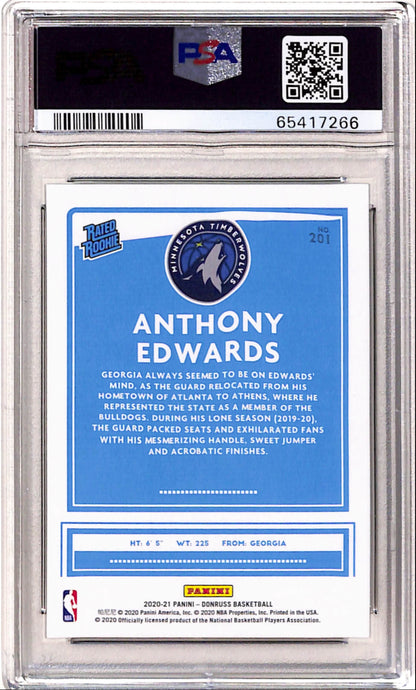 PSA
65417266
RATED
ROOKIE
MINNESOTA TIMBERWOLVES
NO.
201
ANTHONY
EDWARDS
GEORGIA ALWAYS SEEMED TO BE ON EDWARDS'
MIND, AS THE GUARD RELOCATED FROM HIS
HOMETOWN OF ATLANTA TO ATHENS, WHERE HE
REPRESENTED THE STATE AS A MEMBER OF THE
BULLDOGS. DURING HIS LONE SEASON (2019-20),
THE GUARD PACKED SEATS AND EXHILARATED FANS
WITH HIS MESMERIZING HANDLE, SWEET JUMPER
AND ACROBATIC FINISHES.
HT: 6' 5" WT: 225 FROM: GEORGIA
PANINI
2020-21 PANINI – DONRUSS BASKETBALL
© 2020 Panini America, Inc. © 2020 NBA Properties, Inc. Printed in the USA.
© 2020 Officially licensed product of the National Basketball Players Association.
NBA